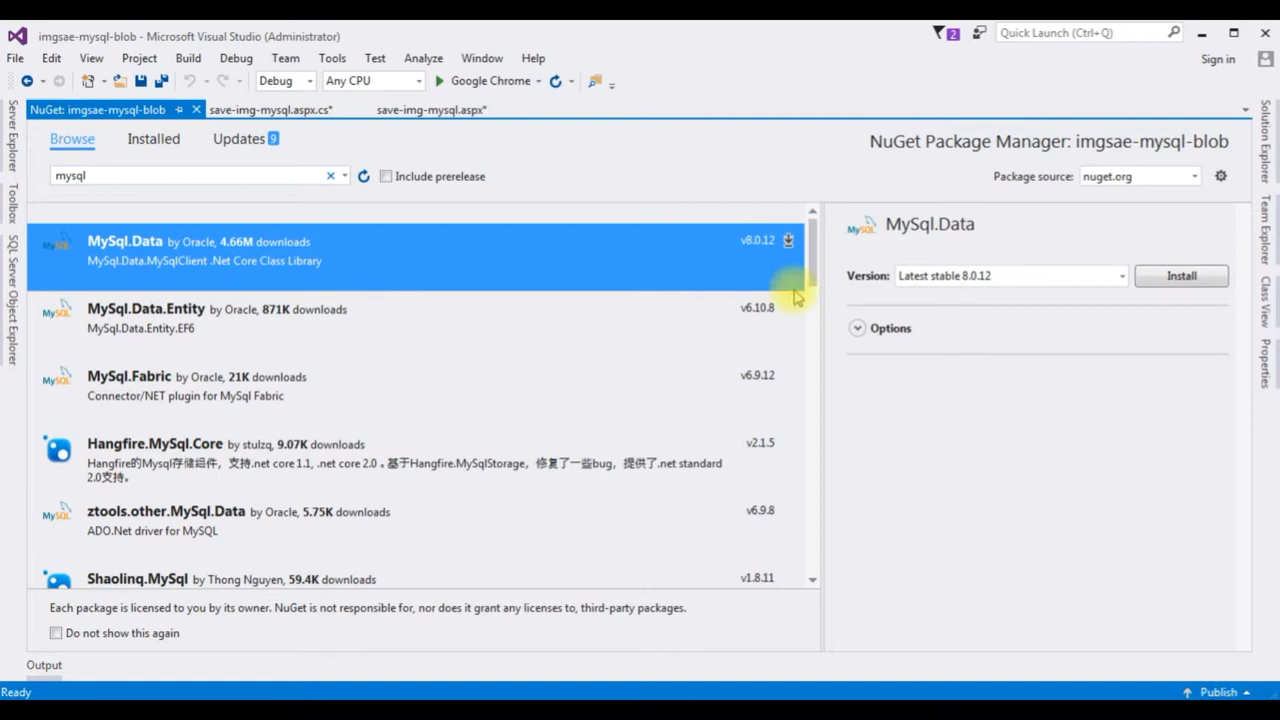 imgsae-mysql-blob - Microsoft Visual Studio (Administrator)
2
Quick Launch (Ctrl+Q)
File Edit View Project Build Debug Team Tools Test Analyze Window Help
Sign in
Debug Any CPU Google Chrome
NuGet: imgsae-mysql-blob save-img-mysql.aspx.cs* save-img-mysql.aspx*
Server Explorer
Toolbox
SQL Server Object Explorer
Browse Installed Updates 9
NuGet Package Manager: imgsae-mysql-blob
mysql
Include prerelease
Package source: nuget.org
MySql.Data by Oracle, 4.66M downloads
v8.0.12
MySql.Data.MySqlClient .Net Core Class Library
MySQL
MySql.Data.Entity by Oracle, 871K downloads
v6.10.8
MySql.Data.Entity.EF6
MySQL
MySql.Fabric by Oracle, 21K downloads
v6.9.12
Connector/NET plugin for MySql Fabric
MySQL
Hangfire.MySql.Core by stulzq, 9.07K downloads
v2.1.5
Hangfire的Mysql存储组件，支持.net core 1.1, .net core 2.0 。基于Hangfire.MySqlStorage，修复了一些bug，提供了.net standard
2.0支持。
ztools.other.MySql.Data by Oracle, 5.75K downloads
v6.9.8
ADO.Net driver for MySQL
MySQL
Shaolinq.MySql by Thong Nguyen, 59.4K downloads
v1.8.11
Each package is licensed to you by its owner. NuGet is not responsible for, nor does it grant any licenses to, third-party packages.
Do not show this again
MySQL
MySql.Data
Version: Latest stable 8.0.12
Install
Options
Solution Explorer
Team Explorer
Class View
Properties
Output
Ready
Publish